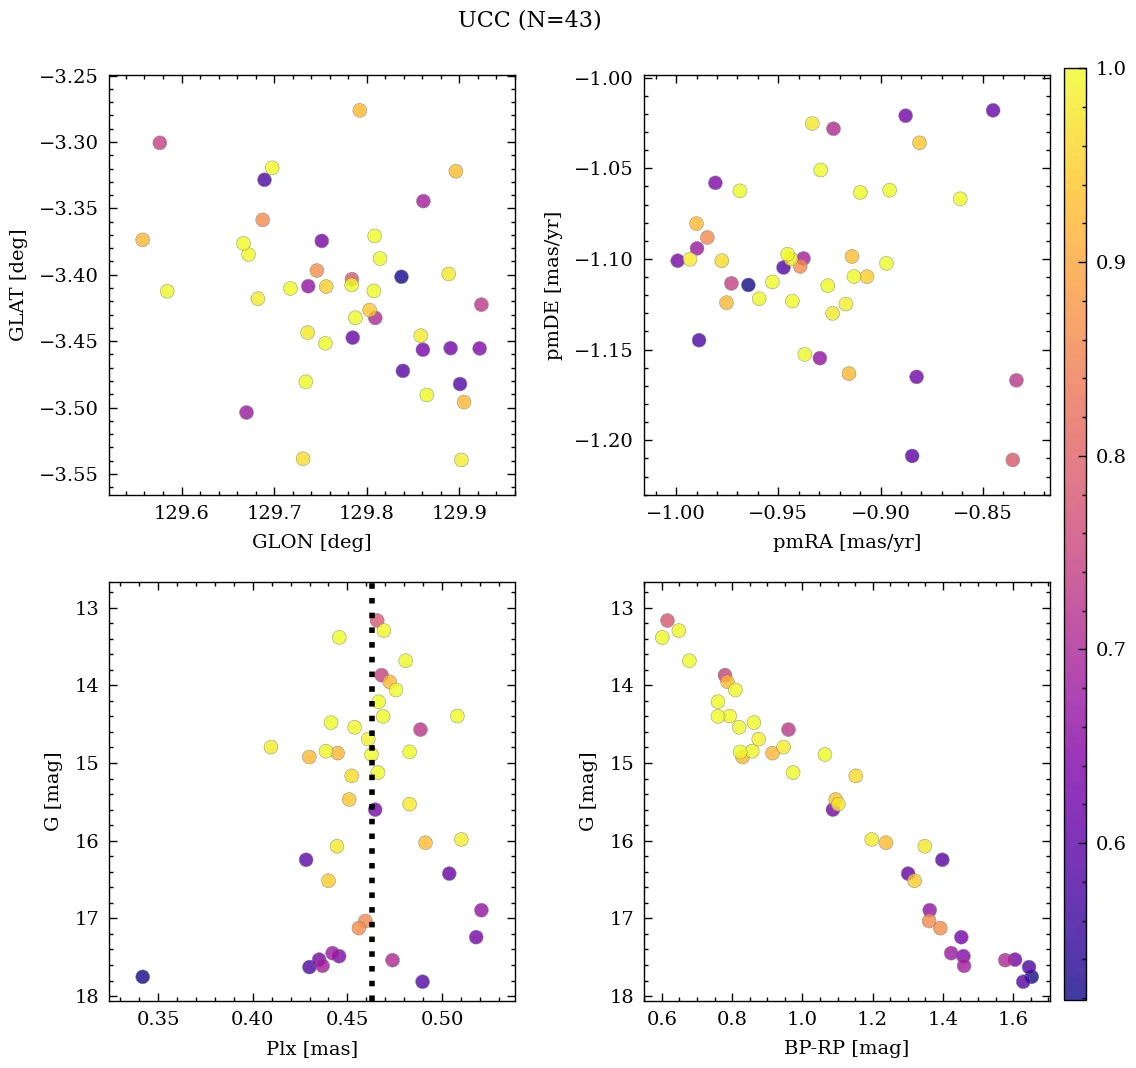 UCC (N=43)
−3.25
−3.30
−3.35
−3.40
−3.45
−3.50
−3.55
GLAT [deg]
129.6 129.7 129.8 129.9
GLON [deg]
−1.00
−1.05
−1.10
−1.15
−1.20
pmDE [mas/yr]
−1.00 −0.95 −0.90 −0.85
pmRA [mas/yr]
1.0
0.9
0.8
0.7
0.6
13
14
15
16
17
18
G [mag]
0.35 0.40 0.45 0.50
Plx [mas]
13
14
15
16
17
18
G [mag]
0.6 0.8 1.0 1.2 1.4 1.6
BP-RP [mag]